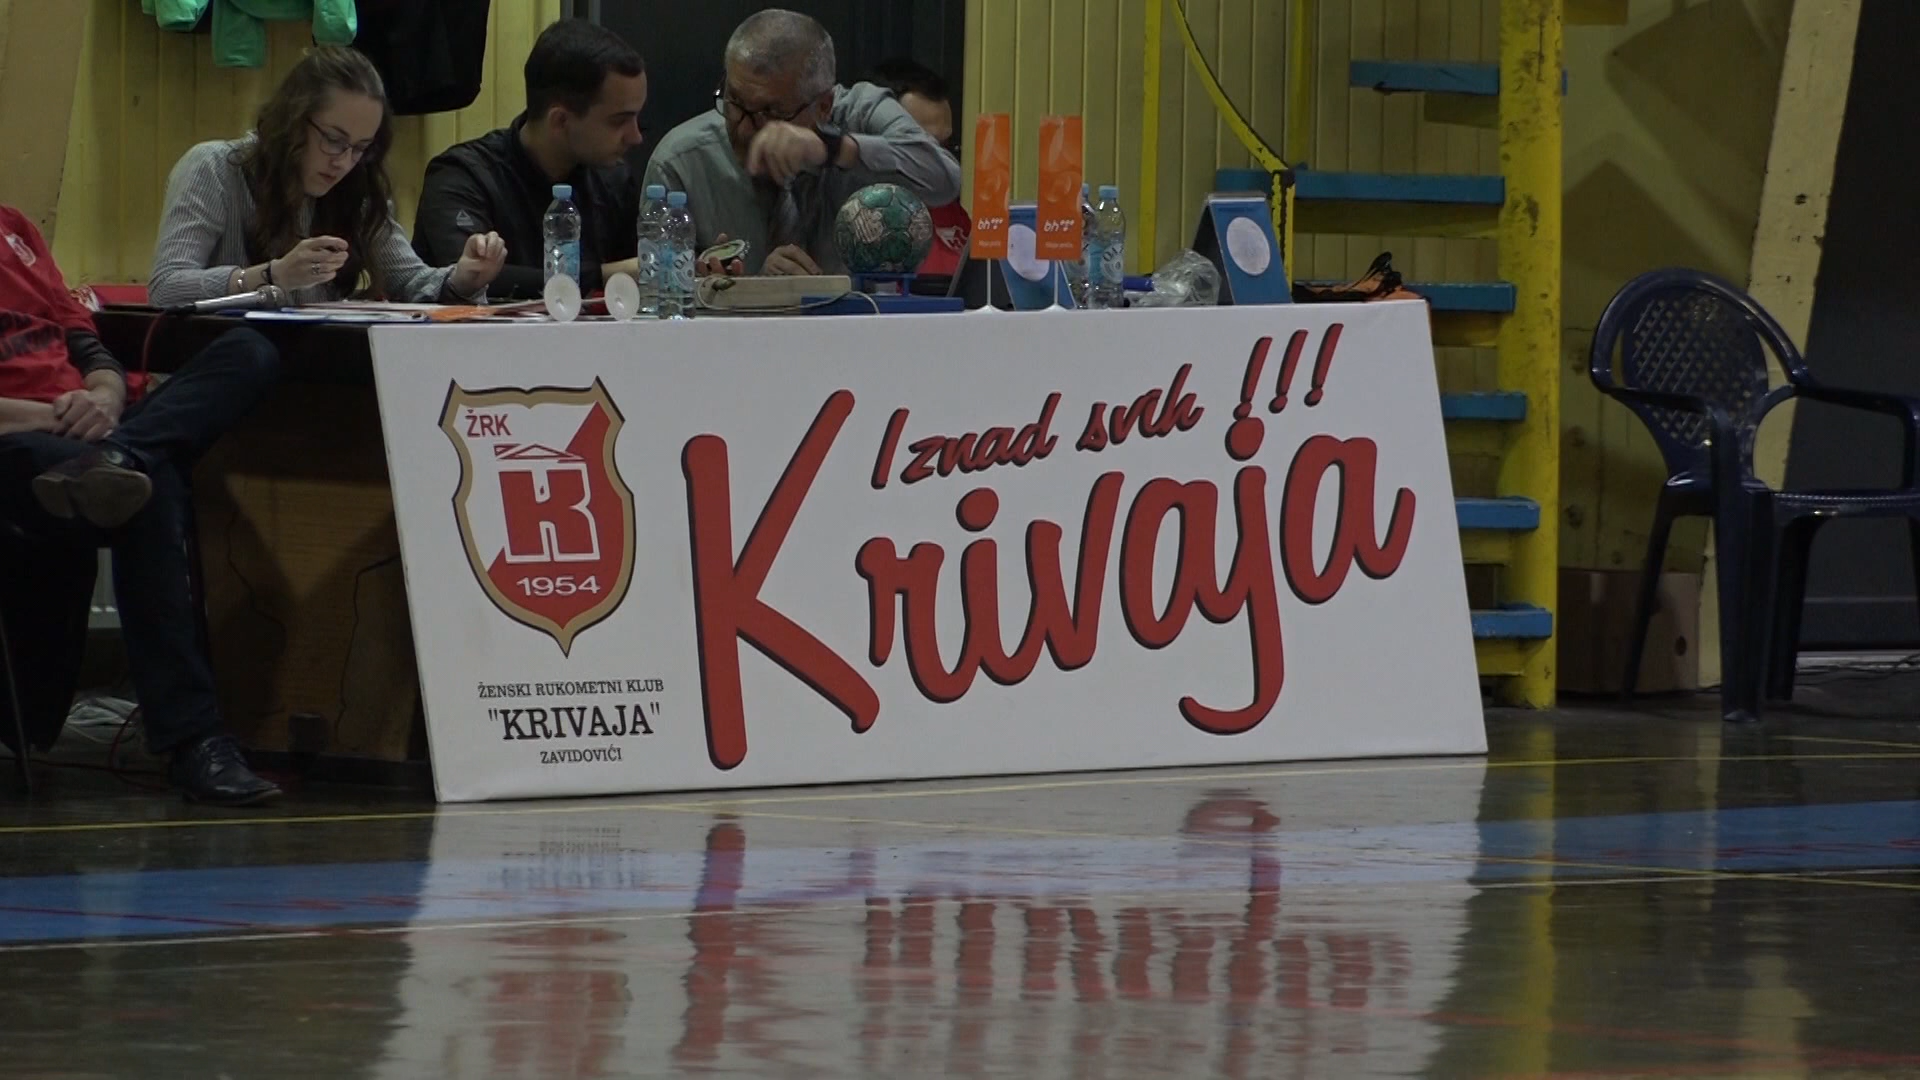 ŽRK
K
1954
ŽENSKI RUKOMETNI KLUB
"KRIVAJA"
ZAVIDOVIĆI
Iznad svih !!!
Krivaja